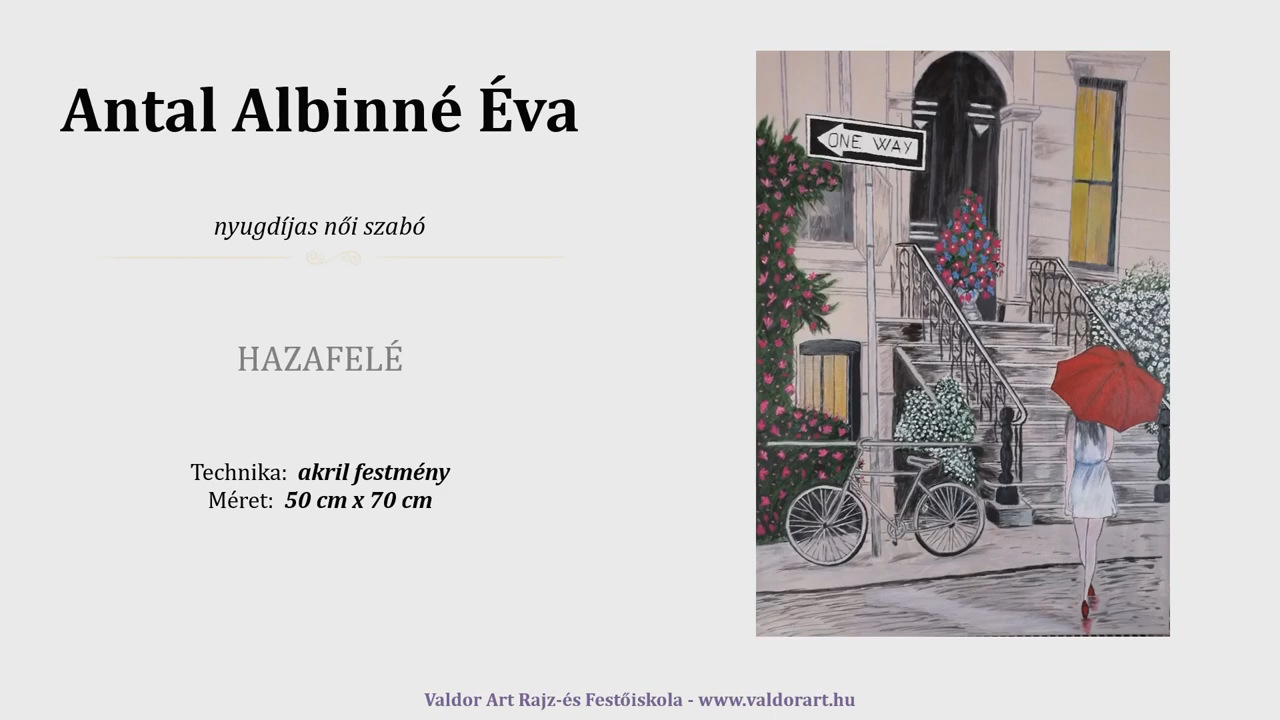 Antal Albinné Éva
nyugdíjas női szabó
HAZAFELÉ
Technika: akril festmény
Méret: 50 cm x 70 cm
ONE WAY
Valdor Art Rajz-és Festőiskola - www.valdorart.hu